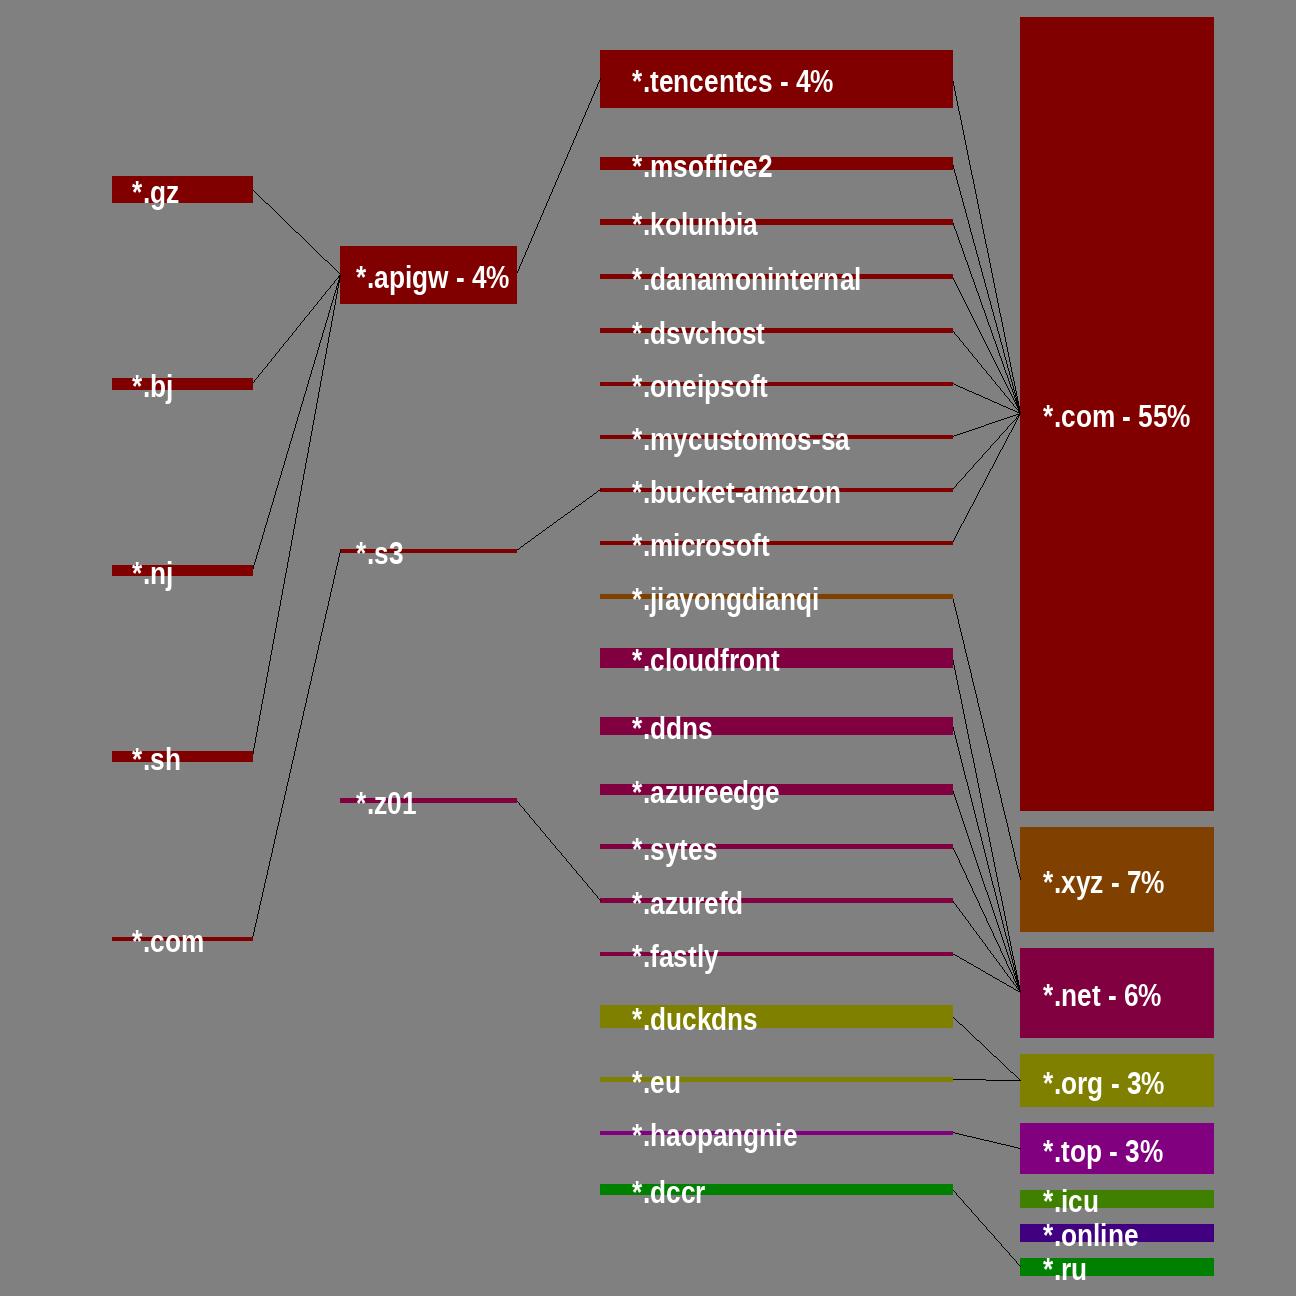 *.gz
*.bj
*.nj
*.sh
*.com
*.apigw - 4%
*.s3
*.z01
*.tencentcs - 4%
*.msoffice2
*.kolunbia
*.danamoninternal
*.dsvchost
*.oneipsoft
*.mycustomos-sa
*.bucket-amazon
*.microsoft
*.jiayongdianqi
*.cloudfront
*.ddns
*.azureedge
*.sytes
*.azurefd
*.fastly
*.duckdns
*.eu
*.haopangnie
*.dccr
*.com - 55%
*.xyz - 7%
*.net - 6%
*.org - 3%
*.top - 3%
*.icu
*.online
*.ru